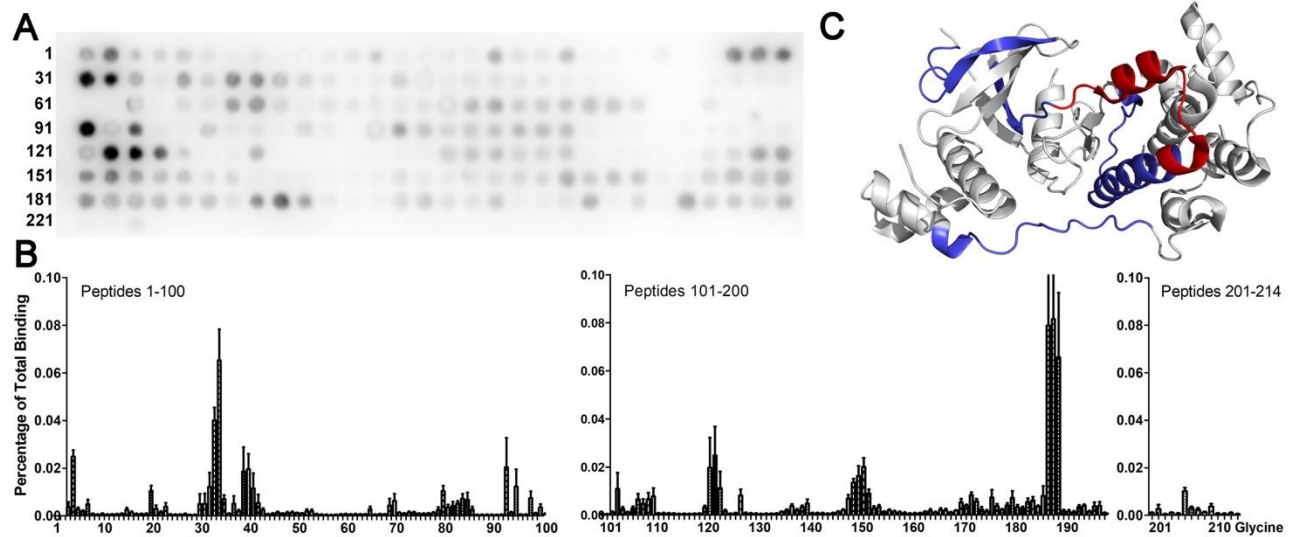 A
C
1
31
61
91
121
151
181
221
B
Percentage of Total Binding
0.10
0.08
0.06
0.04
0.02
0.00
Peptides 1-100
1 10 20 30 40 50 60 70 80 90 100
0.10
0.08
0.06
0.04
0.02
0.00
Peptides 101-200
101 110 120 130 140 150 160 170 180 190
0.10
0.08
0.06
0.04
0.02
0.00
Peptides 201-214
201 210 Glycine